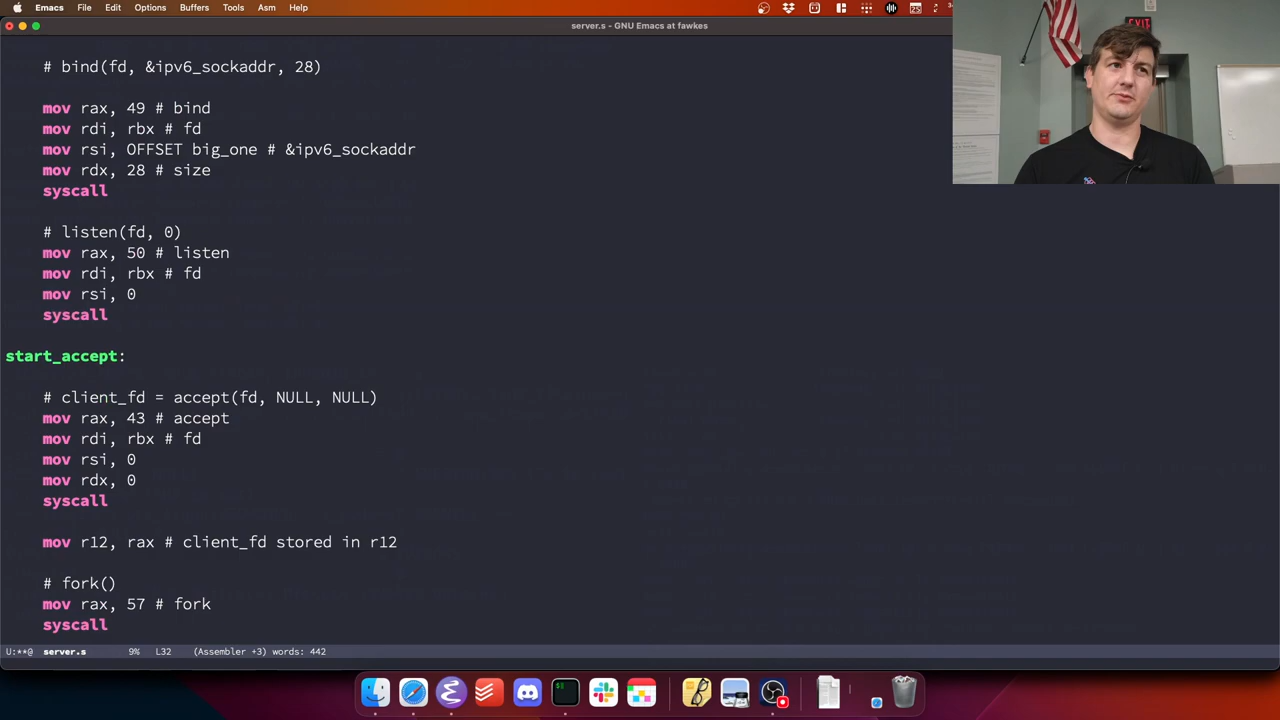 Emacs File Edit Options Buffers Tools Asm Help
server.s - GNU Emacs at fawkes
EXIT
# bind(fd, &ipv6_sockaddr, 28)
mov rax, 49 # bind
mov rdi, rbx # fd
mov rsi, OFFSET big_one # &ipv6_sockaddr
mov rdx, 28 # size
syscall
# listen(fd, 0)
mov rax, 50 # listen
mov rdi, rbx # fd
mov rsi, 0
syscall
start_accept:
# client_fd = accept(fd, NULL, NULL)
mov rax, 43 # accept
mov rdi, rbx # fd
mov rsi, 0
mov rdx, 0
syscall
mov r12, rax # client_fd stored in r12
# fork()
mov rax, 57 # fork
syscall
U:**@ server.s 9% L32 (Assembler +3) words: 442